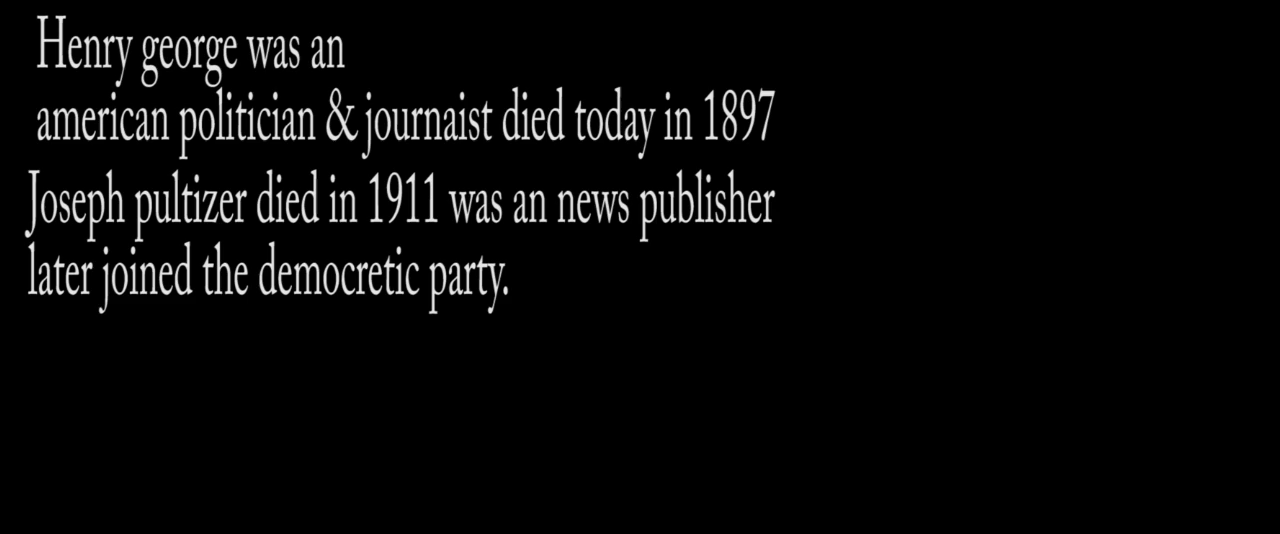 Henry george was an
american politician & journaist died today in 1897
Joseph pultizer died in 1911 was an news publisher
later joined the democretic party.